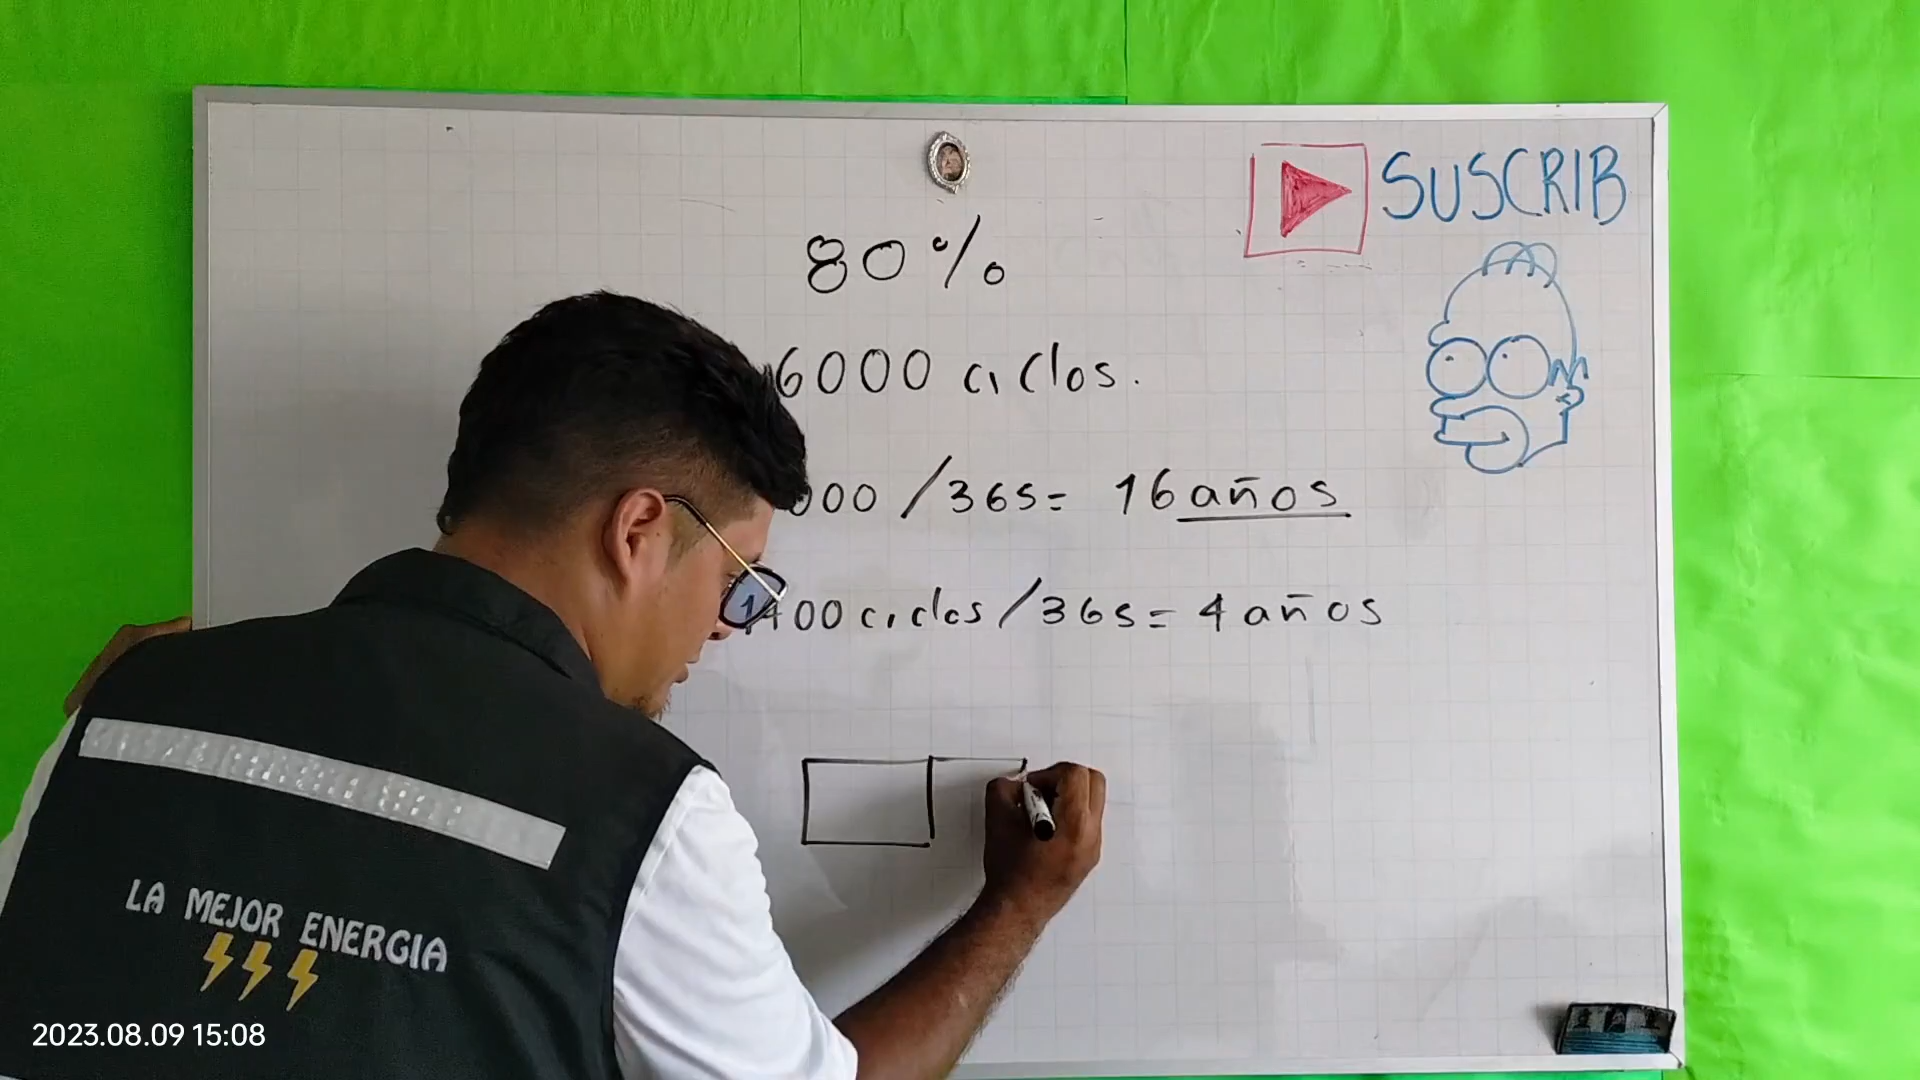 SUSCRIB
80%
6000 ciclos.
000 /365= 16 años
1400 ciclos /365= 4 años
LA MEJOR ENERGIA
2023.08.09 15:08